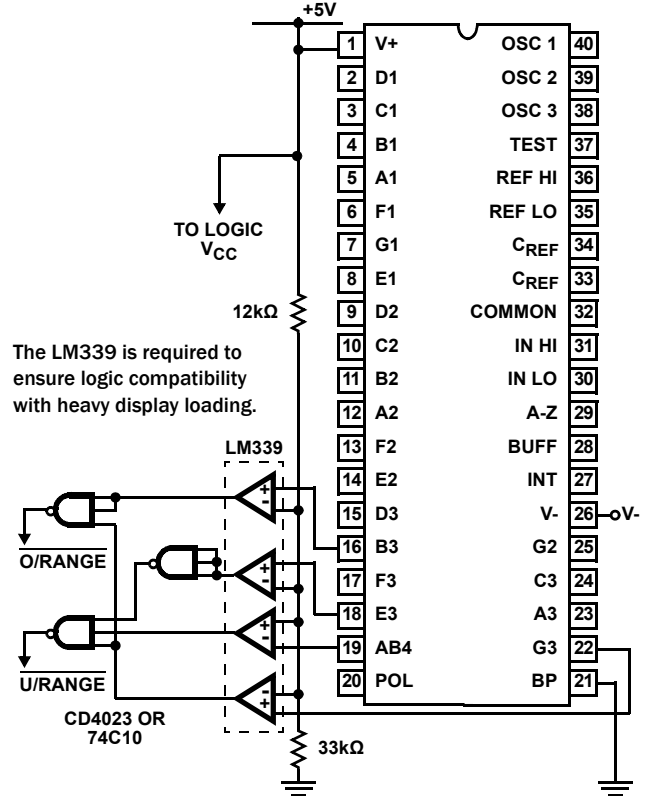 +5V
1 V+ OSC 1 40
2 D1 OSC 2 39
3 C1 OSC 3 38
4 B1 TEST 37
5 A1 REF HI 36
6 F1 REF LO 35
7 G1 CREF 34
8 E1 CREF 33
9 D2 COMMON 32
10 C2 IN HI 31
11 B2 IN LO 30
12 A2 A-Z 29
13 F2 BUFF 28
14 E2 INT 27
15 D3 V- 26 V-
16 B3 G2 25
17 F3 C3 24
18 E3 A3 23
19 AB4 G3 22
20 POL BP 21
TO LOGIC
VCC
12kΩ
The LM339 is required to
ensure logic compatibility
with heavy display loading.
LM339
+
-
+
-
+
-
-
+
O/RANGE
U/RANGE
CD4023 OR
74C10
33kΩ